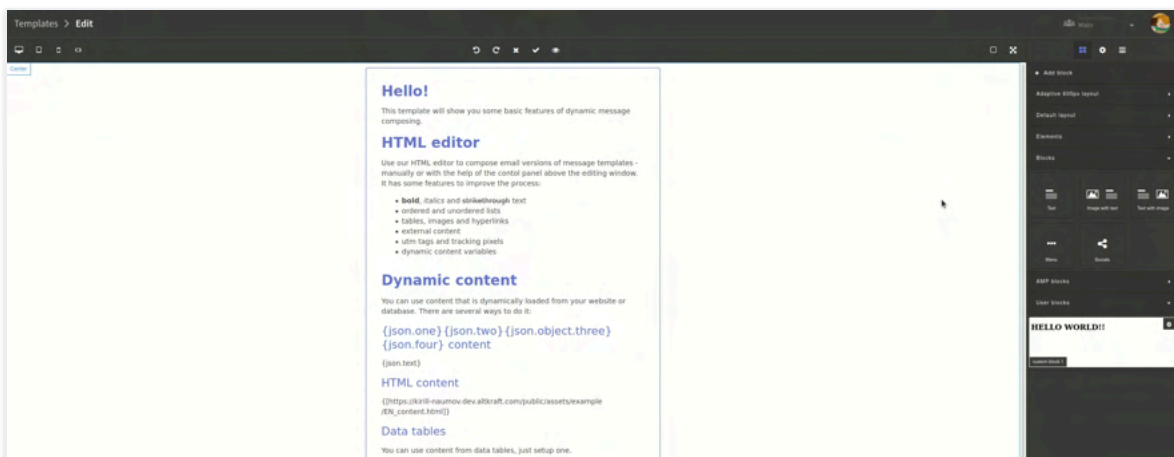 Templates > Edit
Main
Center
Hello!
This template will show you some basic features of dynamic message
composing.
HTML editor
Use our HTML editor to compose email versions of message templates -
manually or with the help of the contol panel above the editing window.
It has some features to improve the process:
• bold, italics and strikethrough text
• ordered and unordered lists
• tables, images and hyperlinks
• external content
• utm tags and tracking pixels
• dynamic content variables
Dynamic content
You can use content that is dynamically loaded from your website or
database. There are several ways to do it:
{json.one}{json.two}{json.object.three}
{json.four} content
{json.text}
HTML content
{[https://kirill-naumov.dev.altkraft.com/public/assets/example
/EN_content.html]}
Data tables
You can use content from data tables, just setup one.
Add block
Adaptive 600px layout
Default layout
Elements
Blocks
Text
Image with text
Text with image
Menu
Socials
AMP blocks
User blocks
HELLO WORLD!!
custom block 1